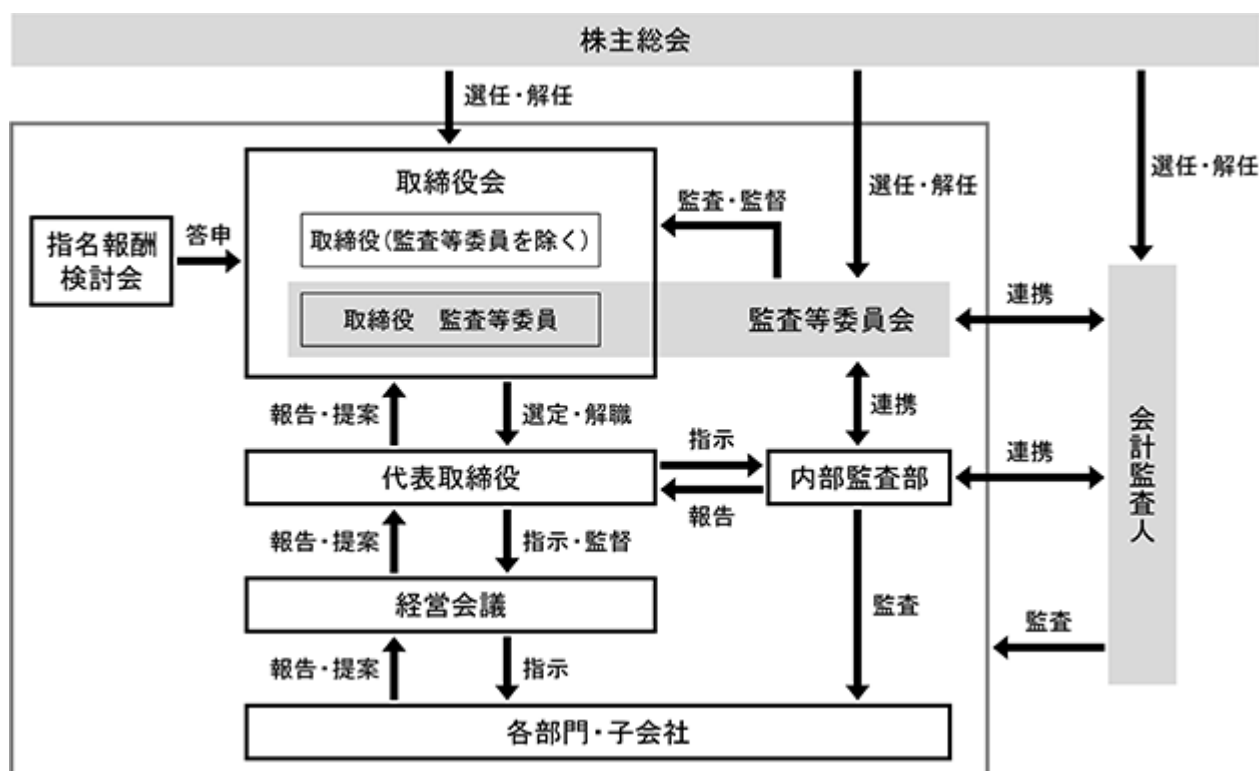 株主総会
選任・解任
選任・解任
選任・解任
取締役会
監査・監督
指名報酬
検討会
答申
取締役(監査等委員を除く)
取締役 監査等委員
監査等委員会
連携
報告・提案
選定・解職
連携
会計監査人
代表取締役
指示
報告
内部監査部
連携
報告・提案
指示・監督
経営会議
監査
監査
報告・提案
指示
各部門・子会社